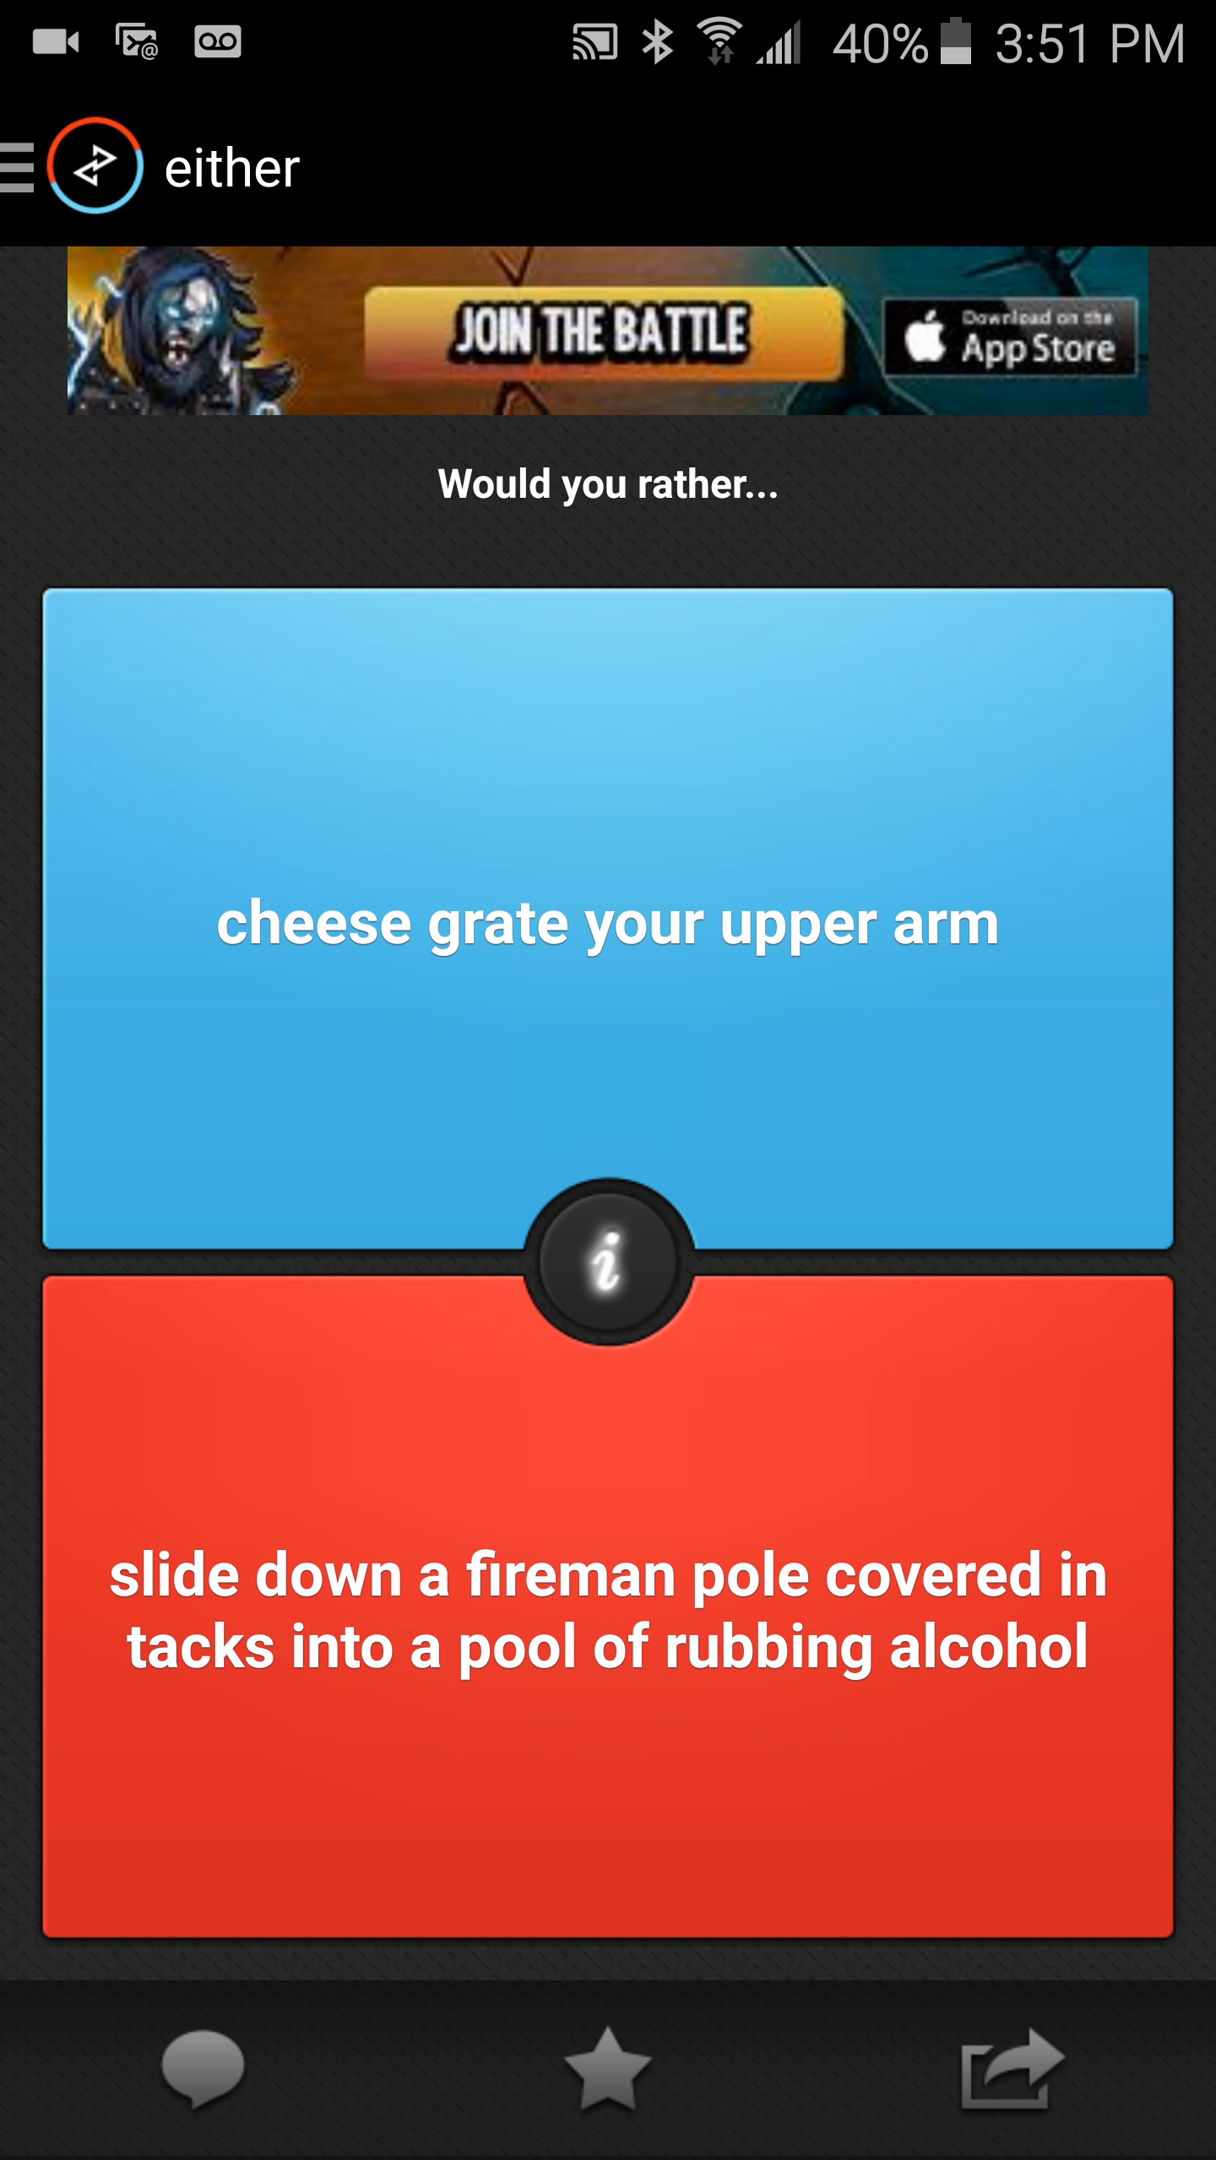 40% 3:51 PM
either
JOIN THE BATTLE
Download on the
App Store
Would you rather...
cheese grate your upper arm
i
slide down a fireman pole covered in
tacks into a pool of rubbing alcohol